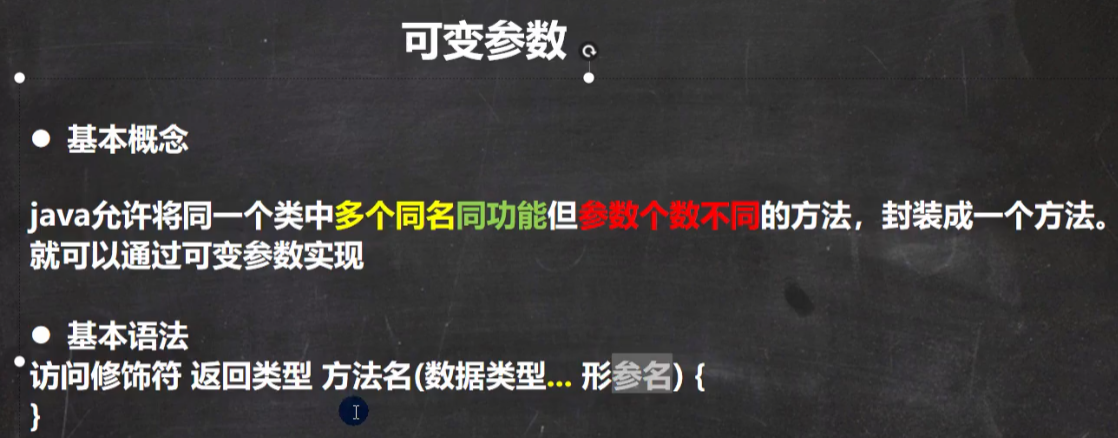 可变参数
● 基本概念
java允许将同一个类中多个同名同功能但参数个数不同的方法，封装成一个方法。
就可以通过可变参数实现
● 基本语法
访问修饰符 返回类型 方法名(数据类型... 形参名) {
}